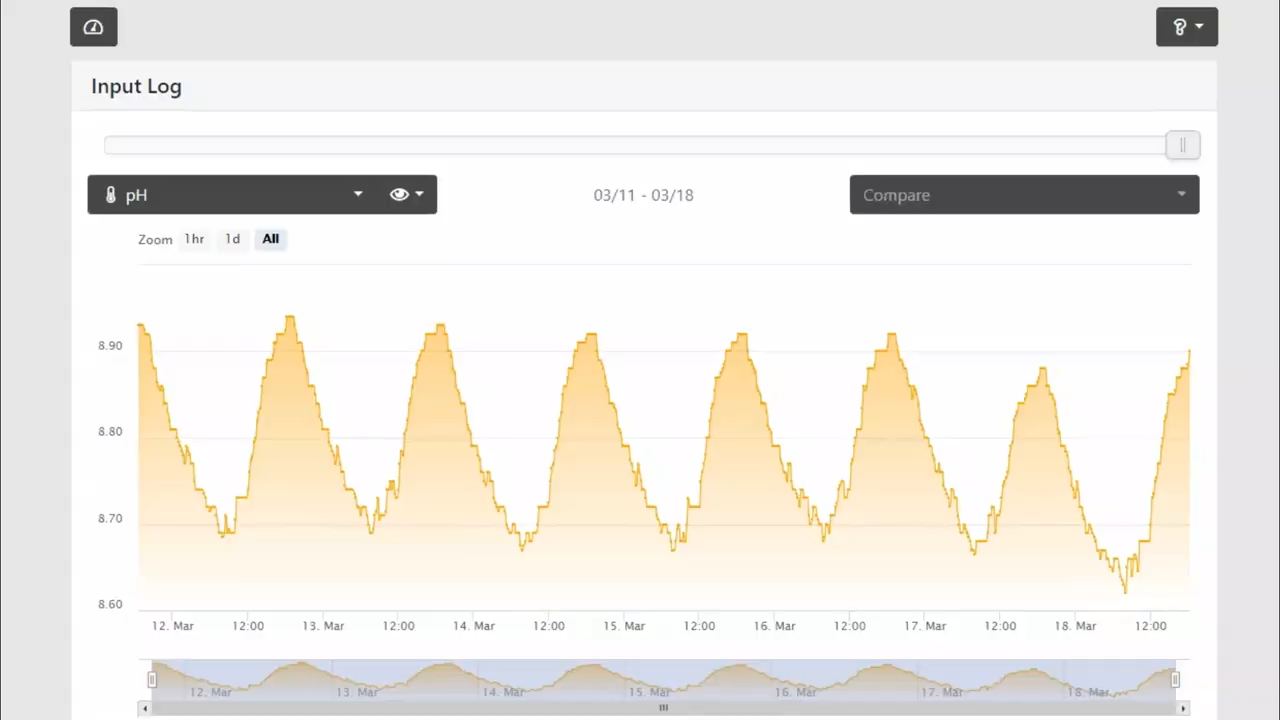 Input Log
pH
03/11 - 03/18
Compare
Zoom 1hr 1d All
8.90
8.80
8.70
8.60
12. Mar 12:00 13. Mar 12:00 14. Mar 12:00 15. Mar 12:00 16. Mar 12:00 17. Mar 12:00 18. Mar 12:00
12. Mar 13. Mar 14. Mar 15. Mar 16. Mar 17. Mar 18. Mar